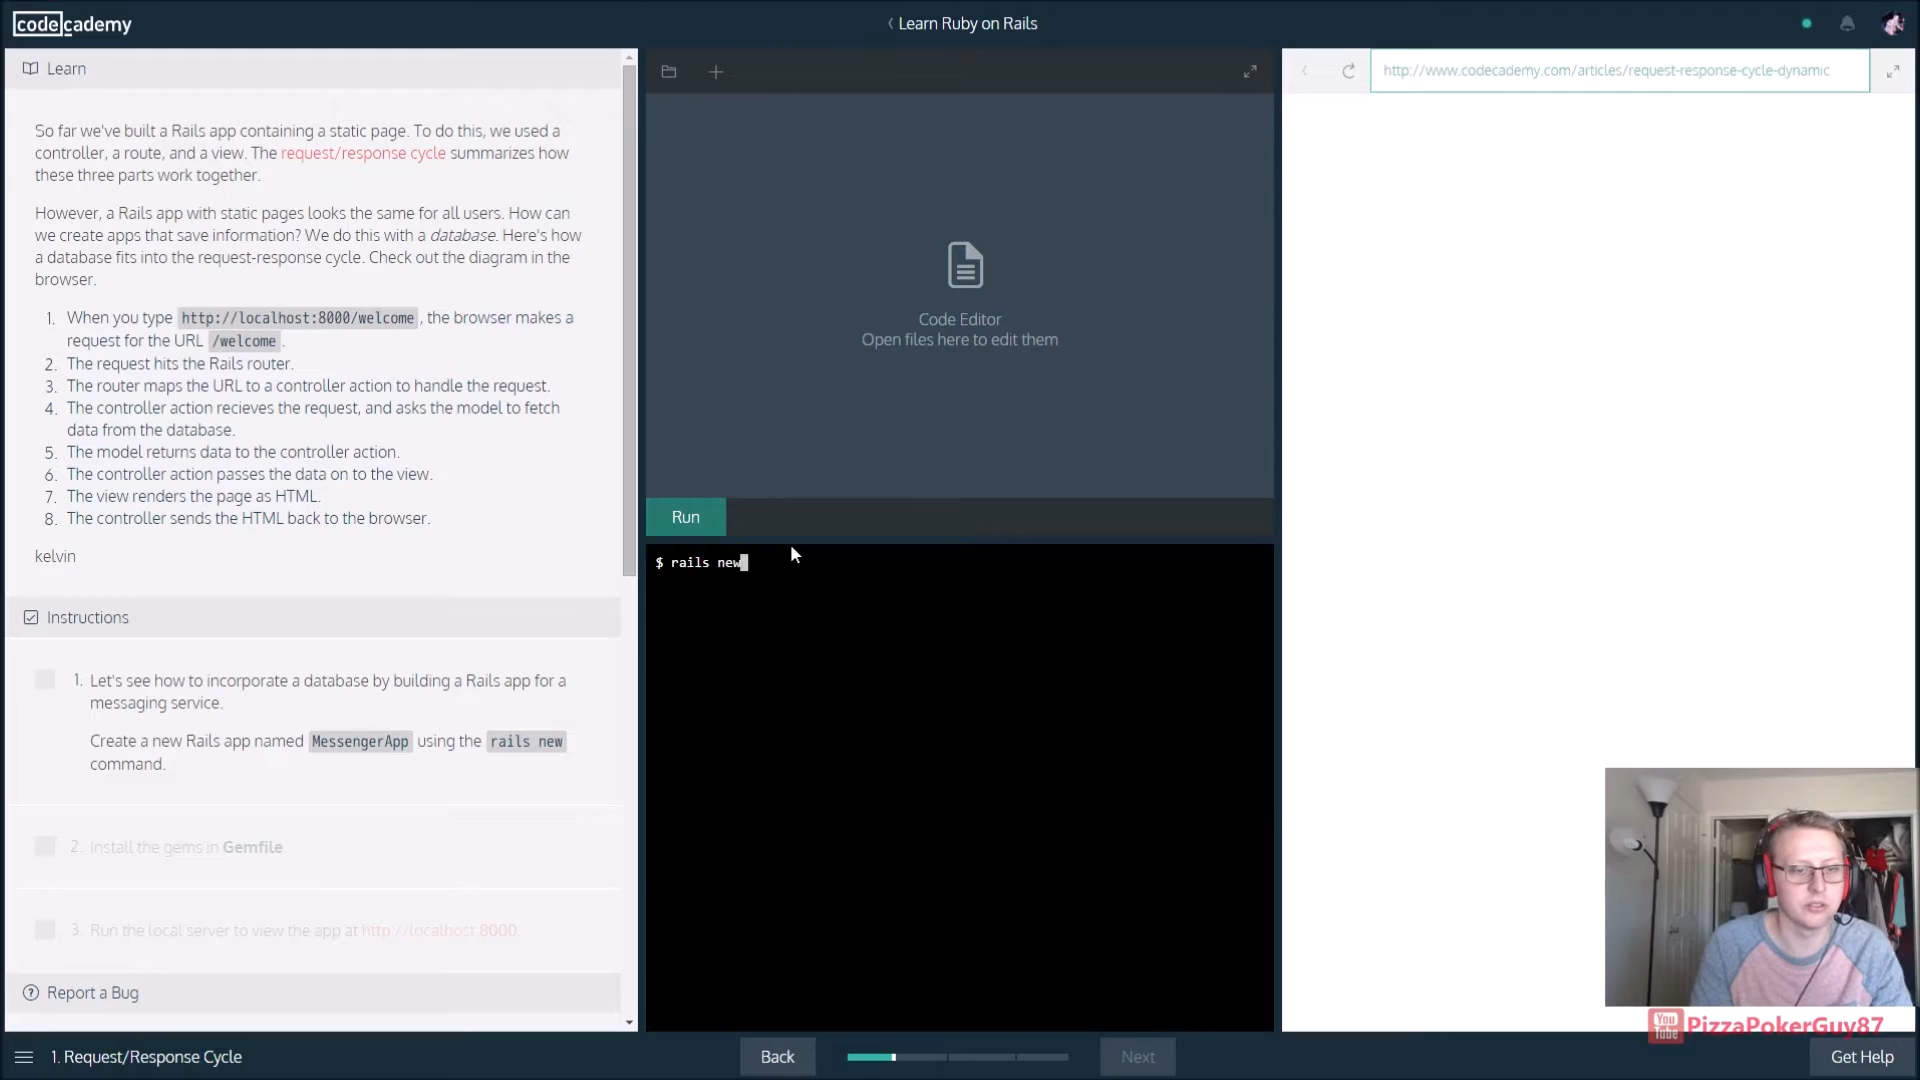 codecademy
Learn Ruby on Rails
Learn
http://www.codecademy.com/articles/request-response-cycle-dynamic
So far we've built a Rails app containing a static page. To do this, we used a
controller, a route, and a view. The request/response cycle summarizes how
these three parts work together.
However, a Rails app with static pages looks the same for all users. How can
we create apps that save information? We do this with a database. Here's how
a database fits into the request-response cycle. Check out the diagram in the
browser.
1. When you type http://localhost:8000/welcome, the browser makes a
request for the URL /welcome.
2. The request hits the Rails router.
3. The router maps the URL to a controller action to handle the request.
4. The controller action recieves the request, and asks the model to fetch
data from the database.
5. The model returns data to the controller action.
6. The controller action passes the data on to the view.
7. The view renders the page as HTML.
8. The controller sends the HTML back to the browser.
kelvin
Instructions
1. Let's see how to incorporate a database by building a Rails app for a
messaging service.
Create a new Rails app named MessengerApp using the rails new
command.
2. Install the gems in Gemfile.
3. Run the local server to view the app at http://localhost:8000.
Report a Bug
Code Editor
Open files here to edit them
Run
$ rails new
You
Tube
PizzaPokerGuy87
1. Request/Response Cycle
Back
Next
Get Help